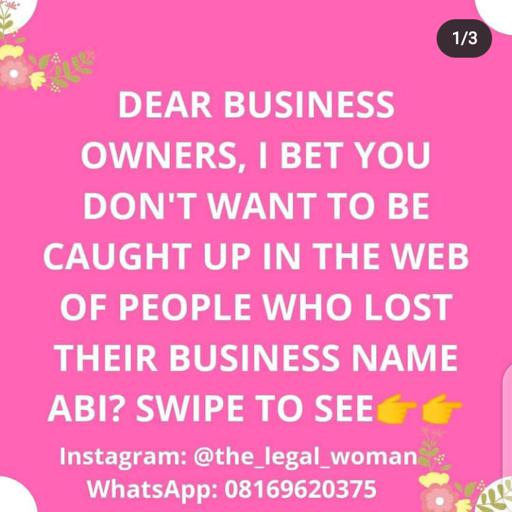 1/3
DEAR BUSINESS
OWNERS, I BET YOU
DON'T WANT TO BE
CAUGHT UP IN THE WEB
OF PEOPLE WHO LOST
THEIR BUSINESS NAME
ABI? SWIPE TO SEE👉👉
Instagram: @the_legal_woman
WhatsApp: 08169620375